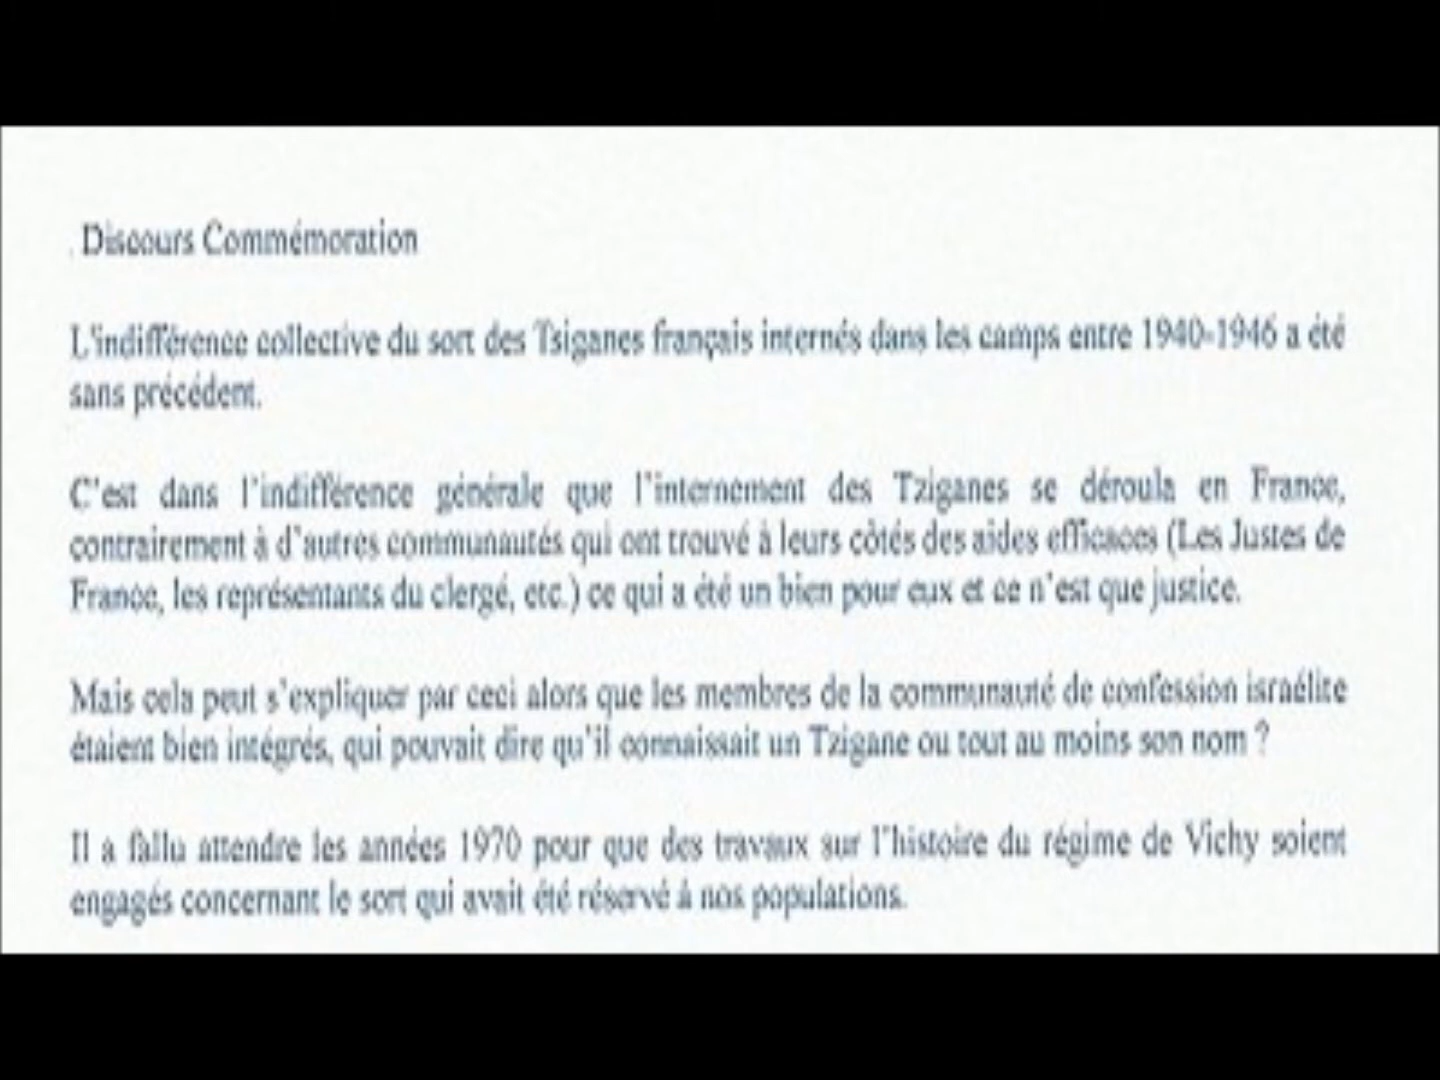 Discours Commémoration
L'indifférence collective du sort des Tsiganes français internés dans les camps entre 1940-1946 a été
sans précédent.
C'est dans l'indifférence générale que l'internement des Tziganes se déroula en France,
contrairement à d'autres communautés qui ont trouvé à leurs côtés des aides efficaces (Les Justes de
France, les représentants du clergé, etc.) ce qui a été un bien pour eux et ce n'est que justice.
Mais cela peut s'expliquer par ceci alors que les membres de la communauté de confession israélite
étaient bien intégrés, qui pouvait dire qu'il connaissait un Tzigane ou tout au moins son nom ?
Il a fallu attendre les années 1970 pour que des travaux sur l'histoire du régime de Vichy soient
engagés concernant le sort qui avait été réservé à nos populations.